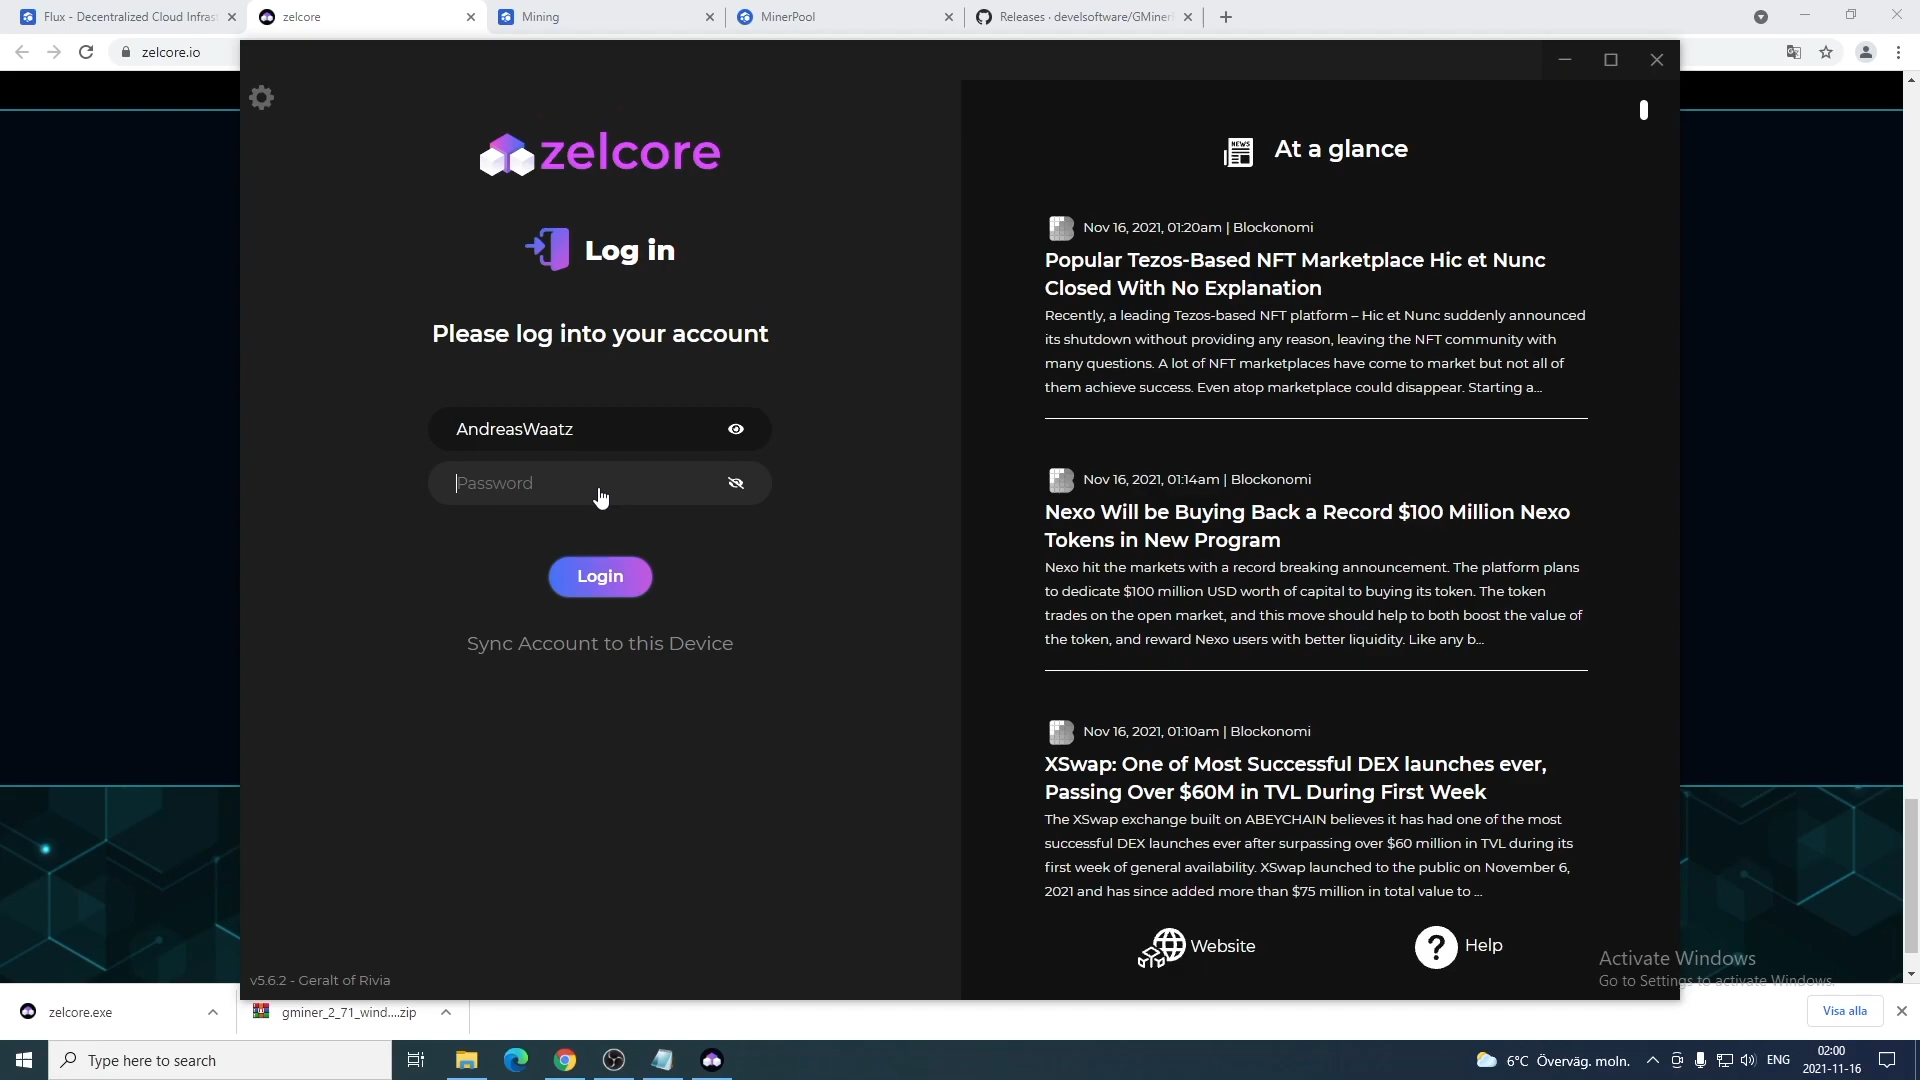 Flux - Decentralized Cloud Infras
zelcore
Mining
MinerPool
Releases · develsoftware/GMiner
zelcore.io
zelcore
Log in
Please log into your account
AndreasWaatz
Password
Login
Sync Account to this Device
v5.6.2 - Geralt of Rivia
NEWS
At a glance
Nov 16, 2021, 01:20am | Blockonomi
Popular Tezos-Based NFT Marketplace Hic et Nunc
Closed With No Explanation
Recently, a leading Tezos-based NFT platform – Hic et Nunc suddenly announced
its shutdown without providing any reason, leaving the NFT community with
many questions. A lot of NFT marketplaces have come to market but not all of
them achieve success. Even atop marketplace could disappear. Starting a...
Nov 16, 2021, 01:14am | Blockonomi
Nexo Will be Buying Back a Record $100 Million Nexo
Tokens in New Program
Nexo hit the markets with a record breaking announcement. The platform plans
to dedicate $100 million USD worth of capital to buying its token. The token
trades on the open market, and this move should help to both boost the value of
the token, and reward Nexo users with better liquidity. Like any b...
Nov 16, 2021, 01:10am | Blockonomi
XSwap: One of Most Successful DEX launches ever,
Passing Over $60M in TVL During First Week
The XSwap exchange built on ABEYCHAIN believes it has had one of the most
successful DEX launches ever after surpassing over $60 million in TVL during its
first week of general availability. XSwap launched to the public on November 6,
2021 and has since added more than $75 million in total value to ...
Website
? Help
Activate Windows
Go to Settings to activate Windows.
zelcore.exe
gminer_2_71_wind....zip
Visa alla
Type here to search
6°C Överväg. moln.
ENG
02:00
2021-11-16